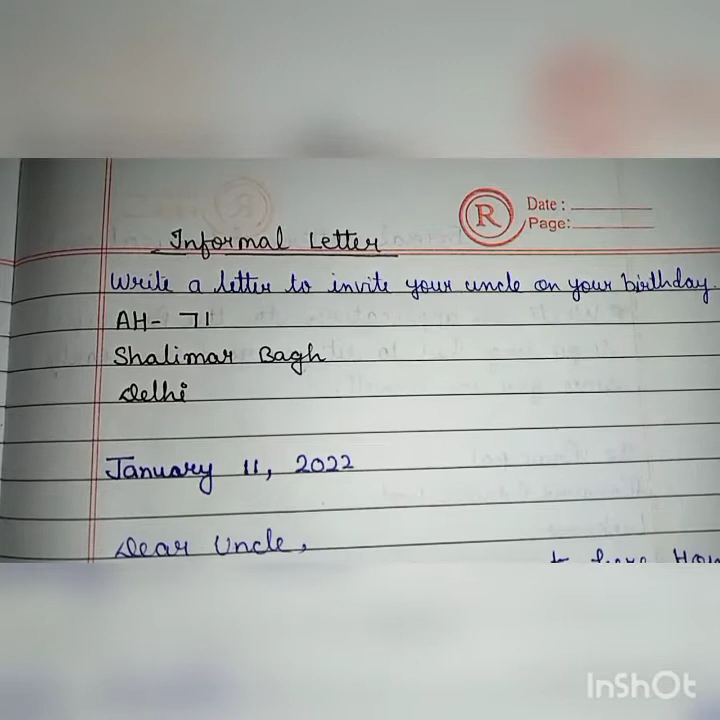 R
Date :
Page:
Informal Letter
Write a letter to invite your uncle on your birthday.
AH- 71
Shalimar Bagh
Delhi
January 11, 2022
Dear Uncle,
InShOt